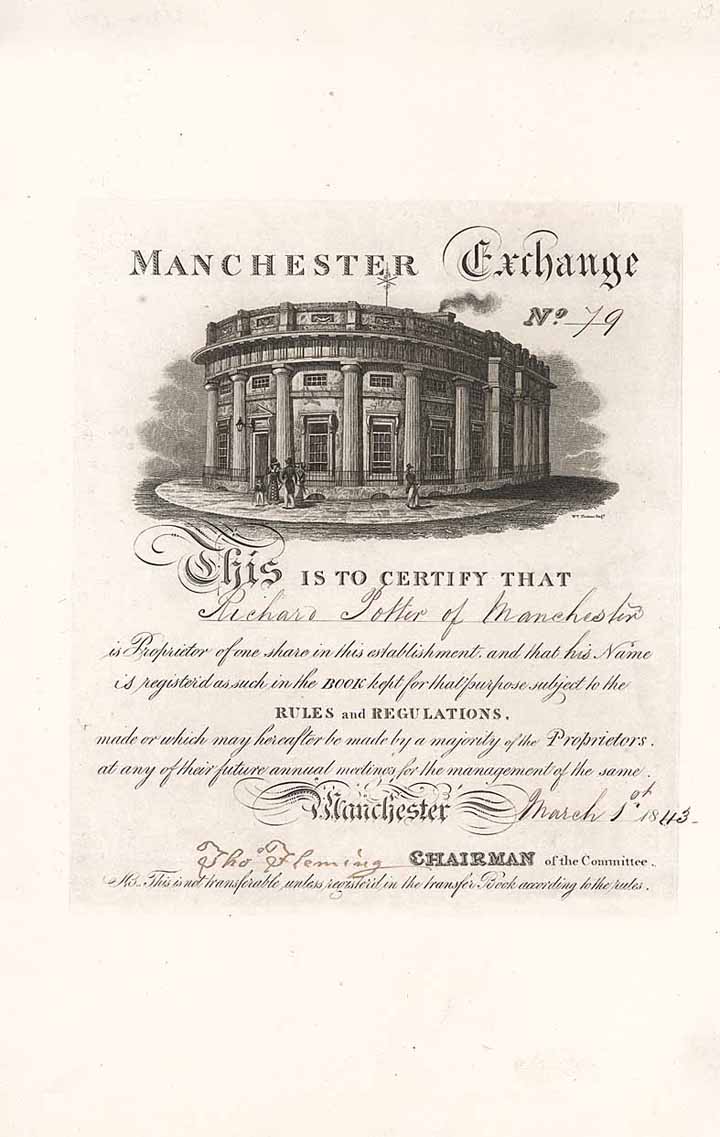 MANCHESTER Exchange
No. 79
This IS TO CERTIFY THAT
Richard Potter of Manchester
is Proprietor of one share in this establishment, and that his Name
is register'd as such in the BOOK kept for that purpose subject to the
RULES and REGULATIONS,
made or which may hereafter be made by a majority of the Proprietors,
at any of their future annual meetings for the management of the same.
Manchester March 1st 1843-
Thos Fleming CHAIRMAN of the Committee.
NB. This is not transferable, unless register'd in the transfer Book according to the rules.